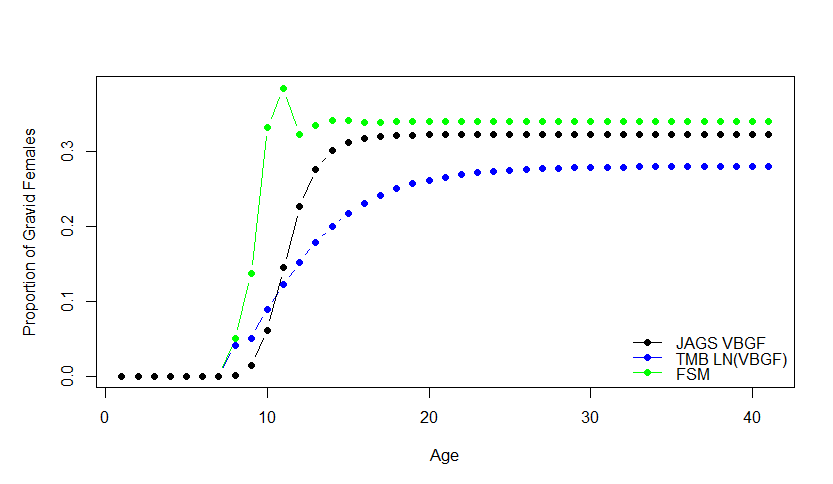 Proportion of Gravid Females
0.3
0.2
0.1
0.0
JAGS VBGF
TMB LN(VBGF)
FSM
0 10 20 30 40
Age